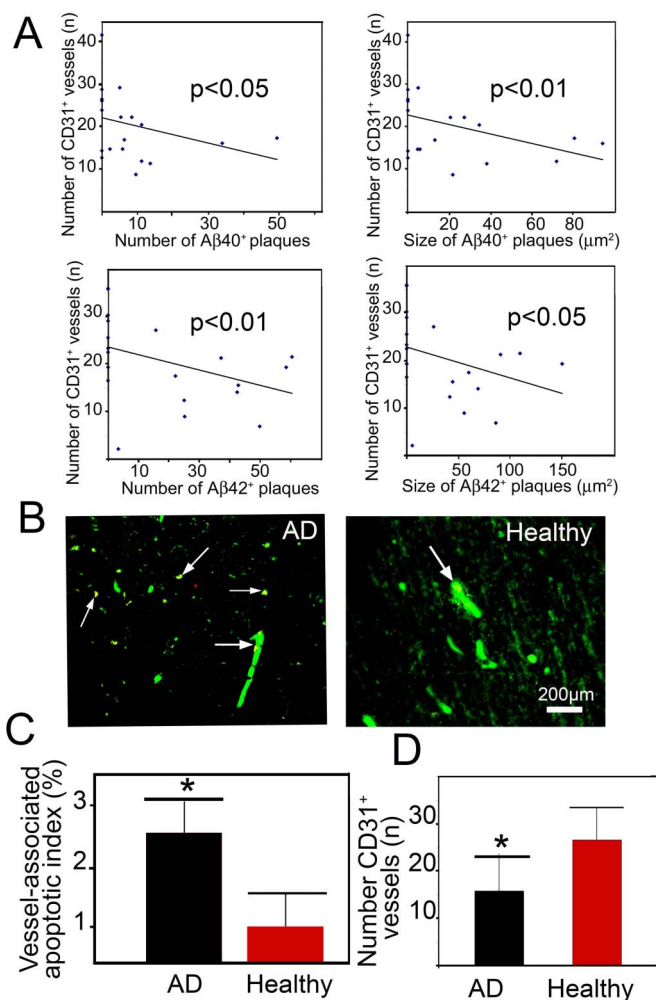 A
Number of CD31⁺ vessels (n)
40
30
20
10
p<0.05
10
30
50
Number of Aβ40⁺ plaques
Number of CD31⁺ vessels (n)
40
30
20
10
p<0.01
20
40
60
80
Size of Aβ40⁺ plaques (μm²)
Number of CD31⁺ vessels (n)
30
20
10
p<0.01
10
30
50
Number of Aβ42⁺ plaques
Number of CD31⁺ vessels (n)
30
20
10
p<0.05
50
100
150
Size of Aβ42⁺ plaques (μm²)
B
AD
Healthy
200μm
C
Vessel-associated
apoptotic index (%)
3
2
1
*
AD
Healthy
D
Number CD31⁺
vessels (n)
30
20
10
*
AD
Healthy